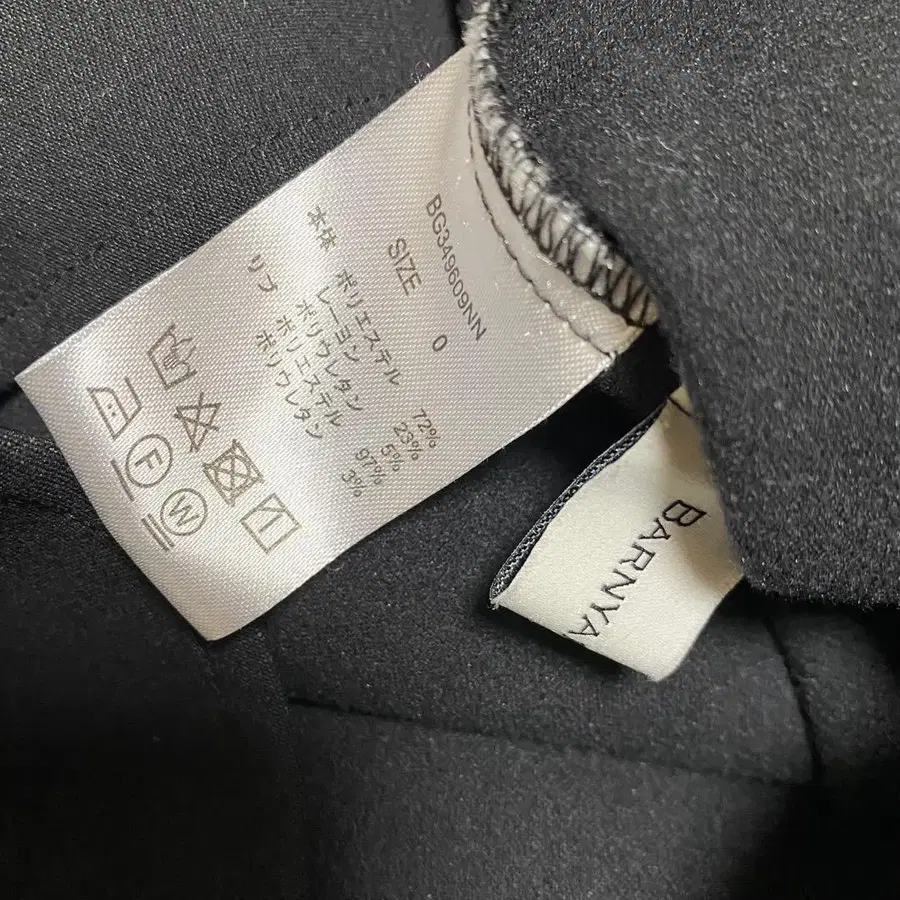 BG349609NN
SIZE 0
本体 ポリエステル 72%
レーヨン 23%
ポリウレタン 5%
リブ ポリエステル 97%
ポリウレタン 3%
F
W
BARNYA